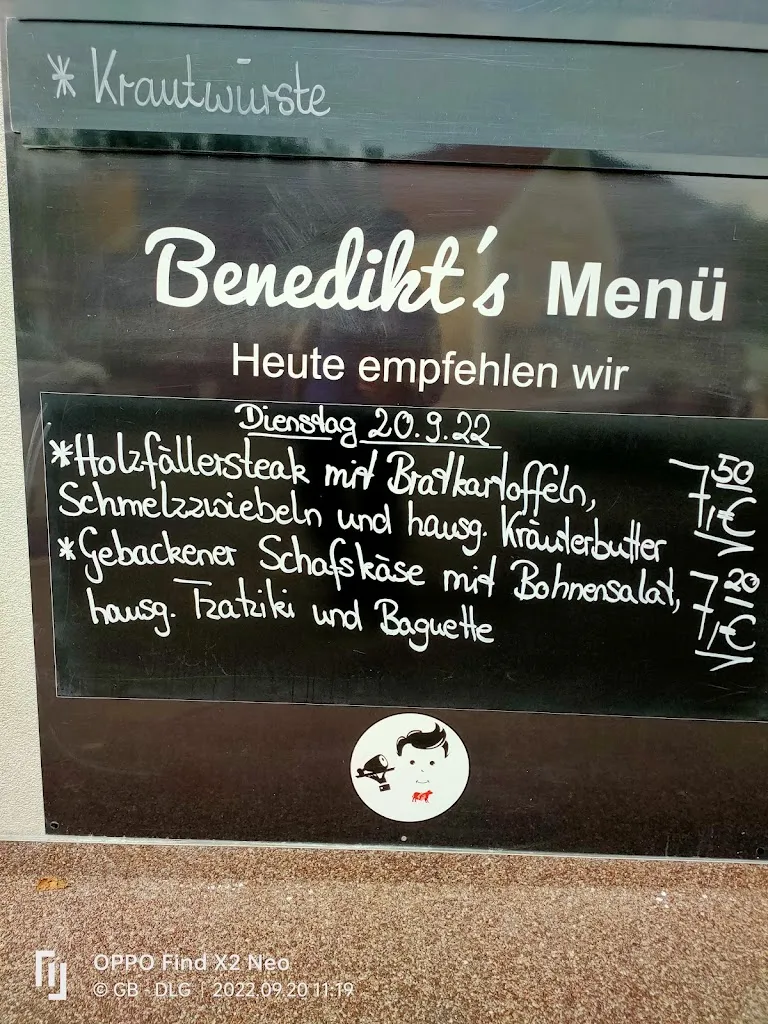 * Krautwürste
Benedikt's Menü
Heute empfehlen wir
Dienstag 20.9.22
*Holzfällersteak mit Bratkartoffeln, 7,50 €
Schmelzzwiebeln und hausg. Kräuterbutter
*Gebackener Schafskäse mit Bohnensalat, 7,20 €
hausg. Tzatziki und Baguette
OPPO Find X2 Neo
© GB - DLG | 2022.09.20 11:19